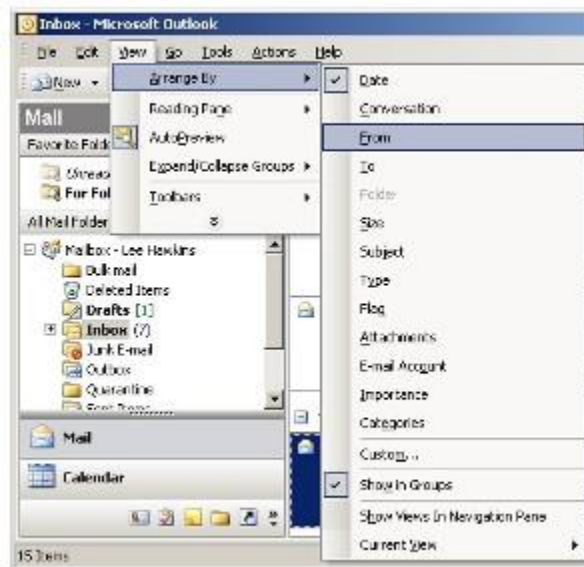 Inbox - Microsoft Outlook
File Edit View Go Tools Actions Help
New
Arrange By
Reading Pane
AutoPreview
Expand/Collapse Groups
Toolbars
Date
Conversation
From
To
Folder
Size
Subject
Type
Flag
Attachments
E-mail Account
Importance
Categories
Custom...
Show in Groups
Show Views In Navigation Pane
Current View
Mail
Favorite Folde
Unread
For Fol
All Mail Folder
Mailbox - Lee Hawkins
Bulk mail
Deleted Items
Drafts [1]
Inbox (7)
Junk E-mail
Outbox
Quarantine
Sent Items
Mail
Calendar
15 Items